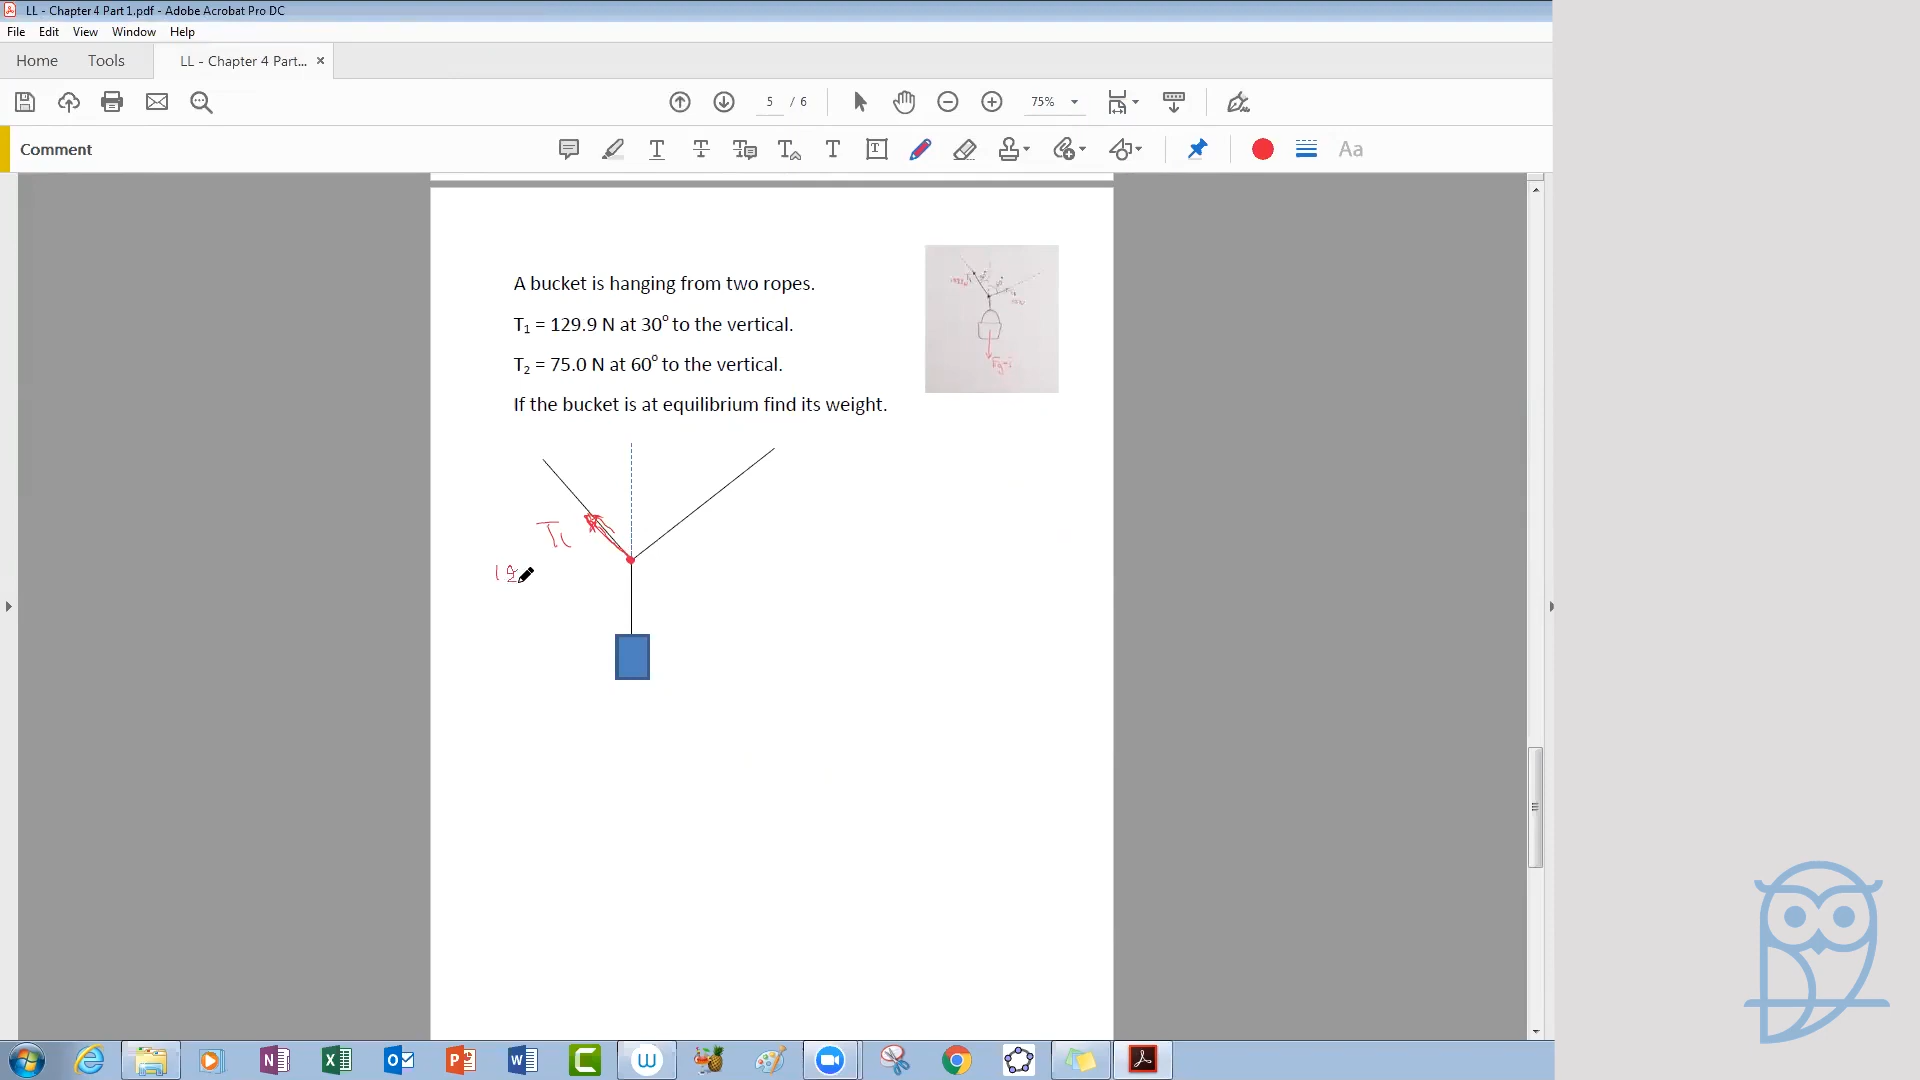 LL - Chapter 4 Part 1.pdf - Adobe Acrobat Pro DC
File Edit View Window Help
Home Tools LL - Chapter 4 Part... ×
5 / 6 75%
Comment
T T T T T T Aa
A bucket is hanging from two ropes.
T₁ = 129.9 N at 30° to the vertical.
T₂ = 75.0 N at 60° to the vertical.
If the bucket is at equilibrium find its weight.
T₁
12